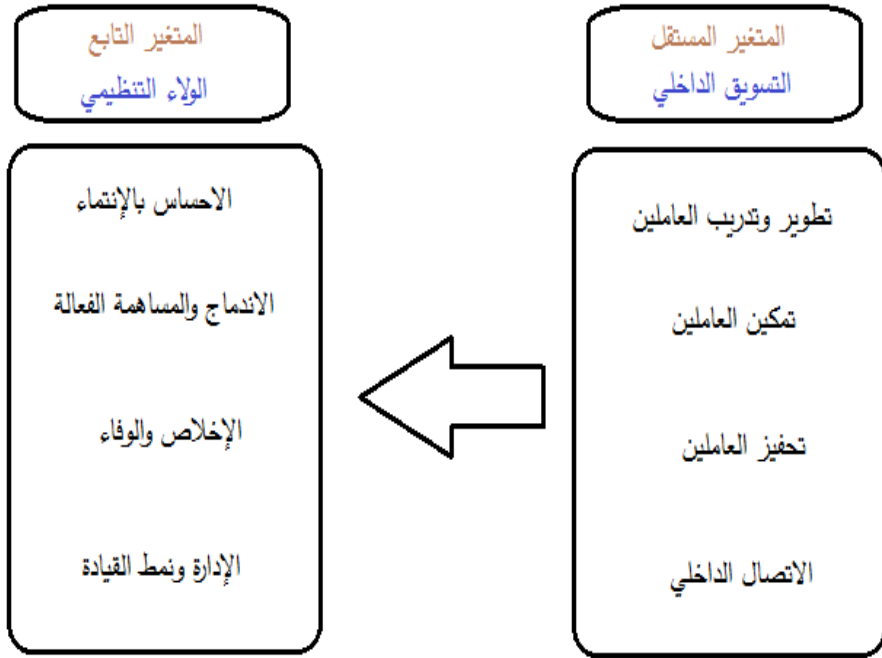 المتغير المستقل
التسويق الداخلي
تطوير وتدريب العاملين
تمكين العاملين
تحفيز العاملين
الاتصال الداخلي
المتغير التابع
الولاء التنظيمي
الاحساس بالإنتماء
الاندماج والمساهمة الفعالة
الإخلاص والوفاء
الإدارة ونمط القيادة